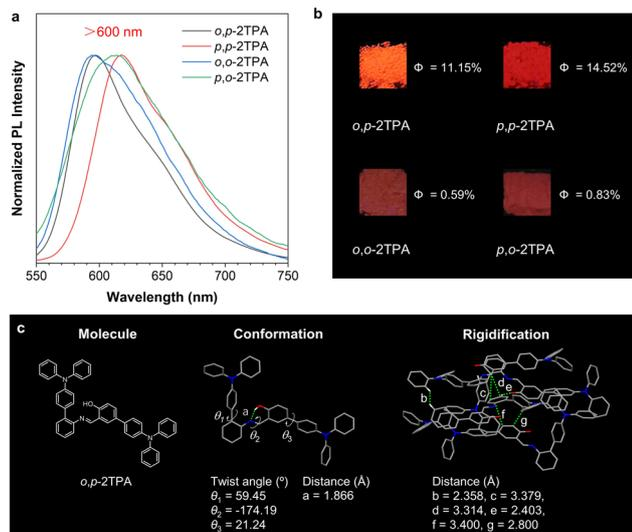 a
>600 nm
o,p-2TPA
p,p-2TPA
o,o-2TPA
p,o-2TPA
Normalized PL Intensity
550 600 650 700 750
Wavelength (nm)
b
Φ = 11.15% Φ = 14.52%
o,p-2TPA p,p-2TPA
Φ = 0.59% Φ = 0.83%
o,o-2TPA p,o-2TPA
c
Molecule Conformation Rigidification
N
HO
N
N
o,p-2TPA
a
θ1
θ2
θ3
Twist angle (º) Distance (Å)
θ1 = 59.45 a = 1.866
θ2 = -174.19
θ3 = 21.24
b c d e f g
Distance (Å)
b = 2.358, c = 3.379,
d = 3.314, e = 2.403,
f = 3.400, g = 2.800